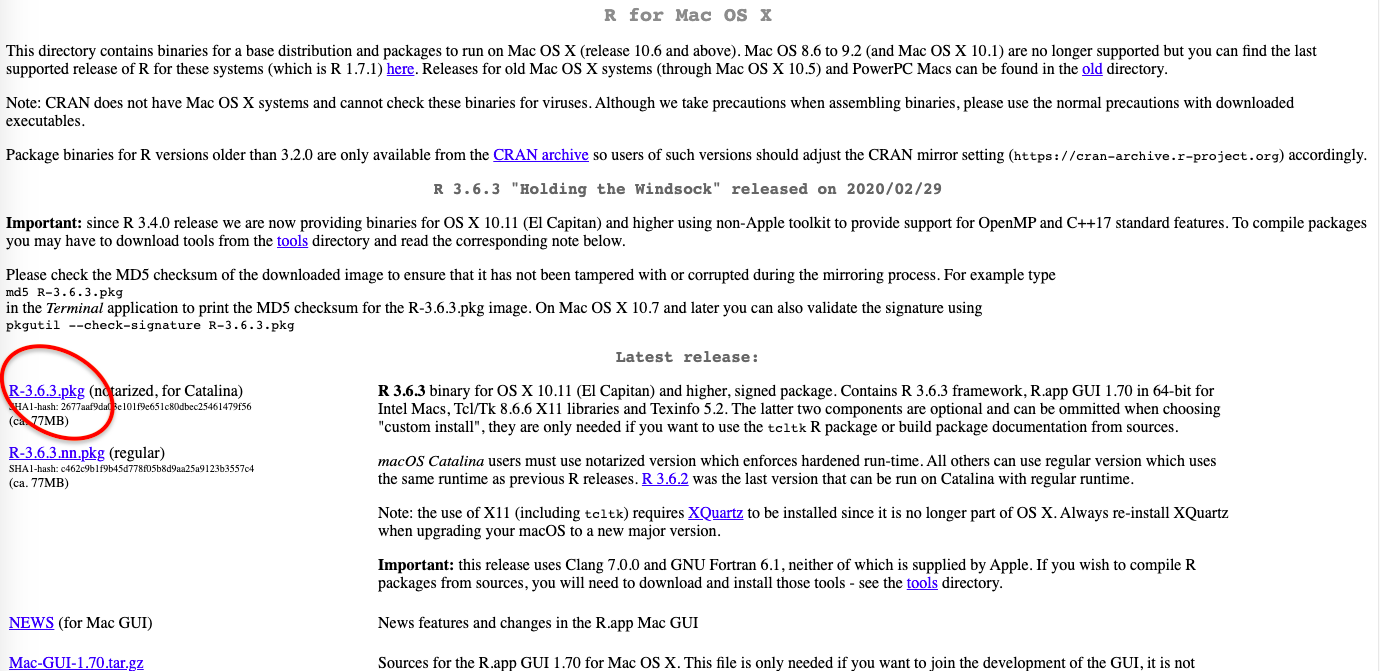 R for Mac OS X
This directory contains binaries for a base distribution and packages to run on Mac OS X (release 10.6 and above). Mac OS 8.6 to 9.2 (and Mac OS X 10.1) are no longer supported but you can find the last
supported release of R for these systems (which is R 1.7.1) here. Releases for old Mac OS X systems (through Mac OS X 10.5) and PowerPC Macs can be found in the old directory.
Note: CRAN does not have Mac OS X systems and cannot check these binaries for viruses. Although we take precautions when assembling binaries, please use the normal precautions with downloaded
executables.
Package binaries for R versions older than 3.2.0 are only available from the CRAN archive so users of such versions should adjust the CRAN mirror setting (https://cran-archive.r-project.org) accordingly.
R 3.6.3 "Holding the Windsock" released on 2020/02/29
Important: since R 3.4.0 release we are now providing binaries for OS X 10.11 (El Capitan) and higher using non-Apple toolkit to provide support for OpenMP and C++17 standard features. To compile packages
you may have to download tools from the tools directory and read the corresponding note below.
Please check the MD5 checksum of the downloaded image to ensure that it has not been tampered with or corrupted during the mirroring process. For example type
md5 R-3.6.3.pkg
in the Terminal application to print the MD5 checksum for the R-3.6.3.pkg image. On Mac OS X 10.7 and later you can also validate the signature using
pkgutil --check-signature R-3.6.3.pkg
Latest release:
R-3.6.3.pkg (notarized, for Catalina)
SHA1-hash:
(ca. 77MB)
R 3.6.3 binary for OS X 10.11 (El Capitan) and higher, signed package. Contains R 3.6.3 framework, R.app GUI 1.70 in 64-bit for
Intel Macs, Tcl/Tk 8.6.6 X11 libraries and Texinfo 5.2. The latter two components are optional and can be ommitted when choosing
"custom install", they are only needed if you want to use the tcltk R package or build package documentation from sources.
R-3.6.3.nn.pkg (regular)
SHA1-hash: c462c9b1f9b45d778f05b8d9aa25a9123b3557c4
(ca. 77MB)
macOS Catalina users must use notarized version which enforces hardened run-time. All others can use regular version which uses
the same runtime as previous R releases. R 3.6.2 was the last version that can be run on Catalina with regular runtime.
Note: the use of X11 (including tcltk) requires XQuartz to be installed since it is no longer part of OS X. Always re-install XQuartz
when upgrading your macOS to a new major version.
Important: this release uses Clang 7.0.0 and GNU Fortran 6.1, neither of which is supplied by Apple. If you wish to compile R
packages from sources, you will need to download and install those tools - see the tools directory.
NEWS (for Mac GUI)
News features and changes in the R.app Mac GUI
Mac-GUI-1.70.tar.gz
Sources for the R.app GUI 1.70 for Mac OS X. This file is only needed if you want to join the development of the GUI, it is not